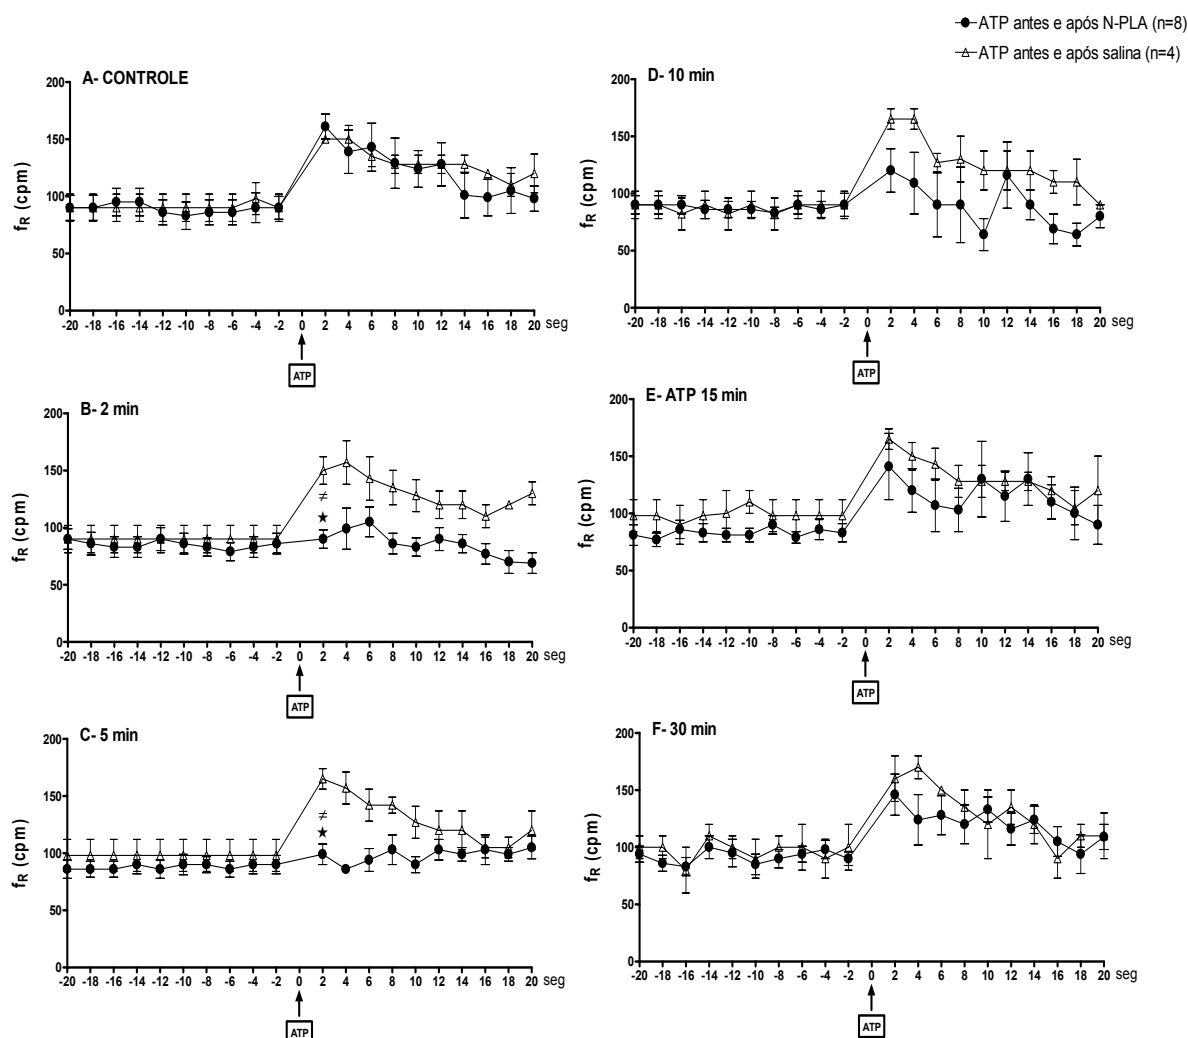 ATP antes e após N-PLA (n=8)
ATP antes e após salina (n=4)
A- CONTROLE
f_R (cpm)
200
150
100
50
0
-20 -18 -16 -14 -12 -10 -8 -6 -4 -2 0 2 4 6 8 10 12 14 16 18 20 seg
ATP
B- 2 min
f_R (cpm)
200
150
100
50
0
≠
★
-20 -18 -16 -14 -12 -10 -8 -6 -4 -2 0 2 4 6 8 10 12 14 16 18 20 seg
ATP
C- 5 min
f_R (cpm)
200
150
100
50
0
≠
★
-20 -18 -16 -14 -12 -10 -8 -6 -4 -2 0 2 4 6 8 10 12 14 16 18 20 seg
ATP
D- 10 min
f_R (cpm)
200
150
100
50
0
-20 -18 -16 -14 -12 -10 -8 -6 -4 -2 0 2 4 6 8 10 12 14 16 18 20 seg
ATP
E- ATP 15 min
f_R (cpm)
200
150
100
50
0
-20 -18 -16 -14 -12 -10 -8 -6 -4 -2 0 2 4 6 8 10 12 14 16 18 20 seg
ATP
F- 30 min
f_R (cpm)
200
150
100
50
0
-20 -18 -16 -14 -12 -10 -8 -6 -4 -2 0 2 4 6 8 10 12 14 16 18 20 seg
ATP